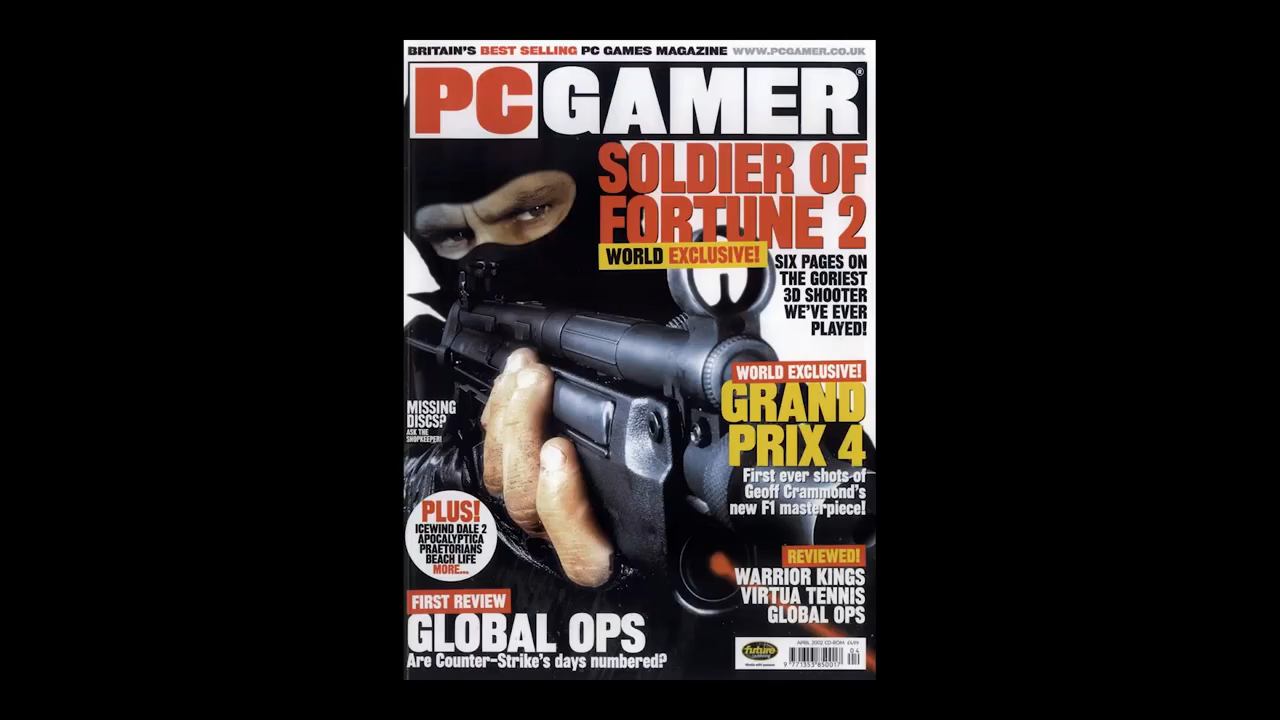 BRITAIN'S BEST SELLING PC GAMES MAGAZINE WWW.PCGAMER.CO.UK
PC GAMER®
SOLDIER OF
FORTUNE 2
WORLD EXCLUSIVE!
SIX PAGES ON
THE GORIEST
3D SHOOTER
WE'VE EVER
PLAYED!
WORLD EXCLUSIVE!
GRAND
PRIX 4
First ever shots of
Geoff Crammond's
new F1 masterpiece!
MISSING
DISCS?
ASK THE
SHOPKEEPER!
PLUS!
ICEWIND DALE 2
APOCALYPTICA
PRAETORIANS
BEACH LIFE
MORE...
REVIEWED!
WARRIOR KINGS
VIRTUA TENNIS
GLOBAL OPS
FIRST REVIEW
GLOBAL OPS
Are Counter-Strike's days numbered?
future
APRIL 2002 CD-ROM £4.99
04
9 771353 850017